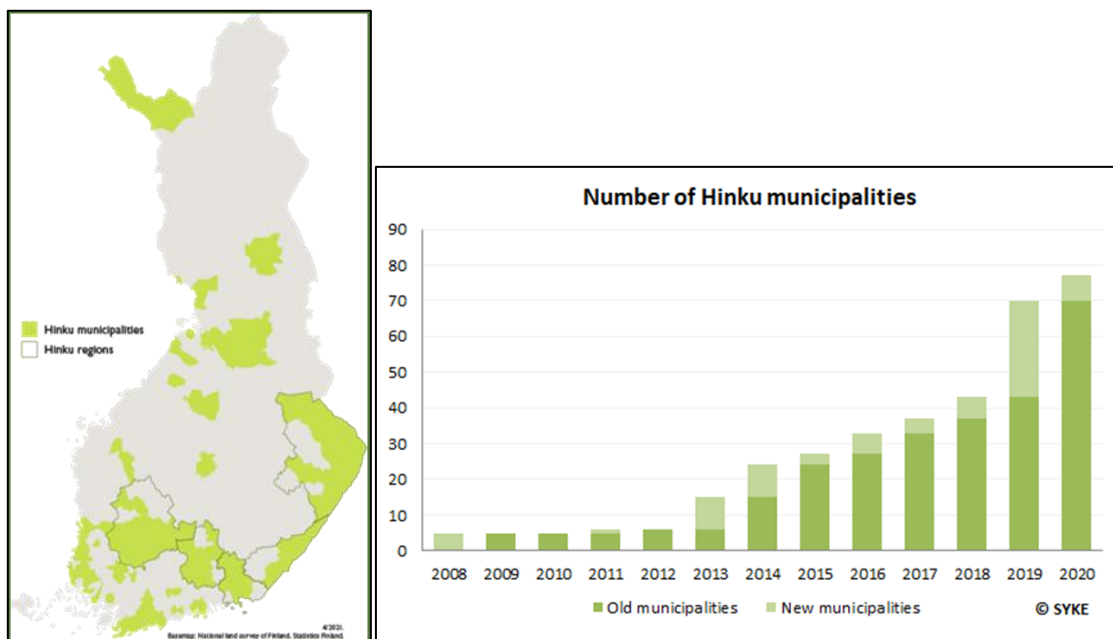 Hinku municipalities
Hinku regions
4/2021.
Basemap: National land survey of Finland, Statistics Finland.
Number of Hinku municipalities
90
80
70
60
50
40
30
20
10
0
2008 2009 2010 2011 2012 2013 2014 2015 2016 2017 2018 2019 2020
Old municipalities New municipalities © SYKE